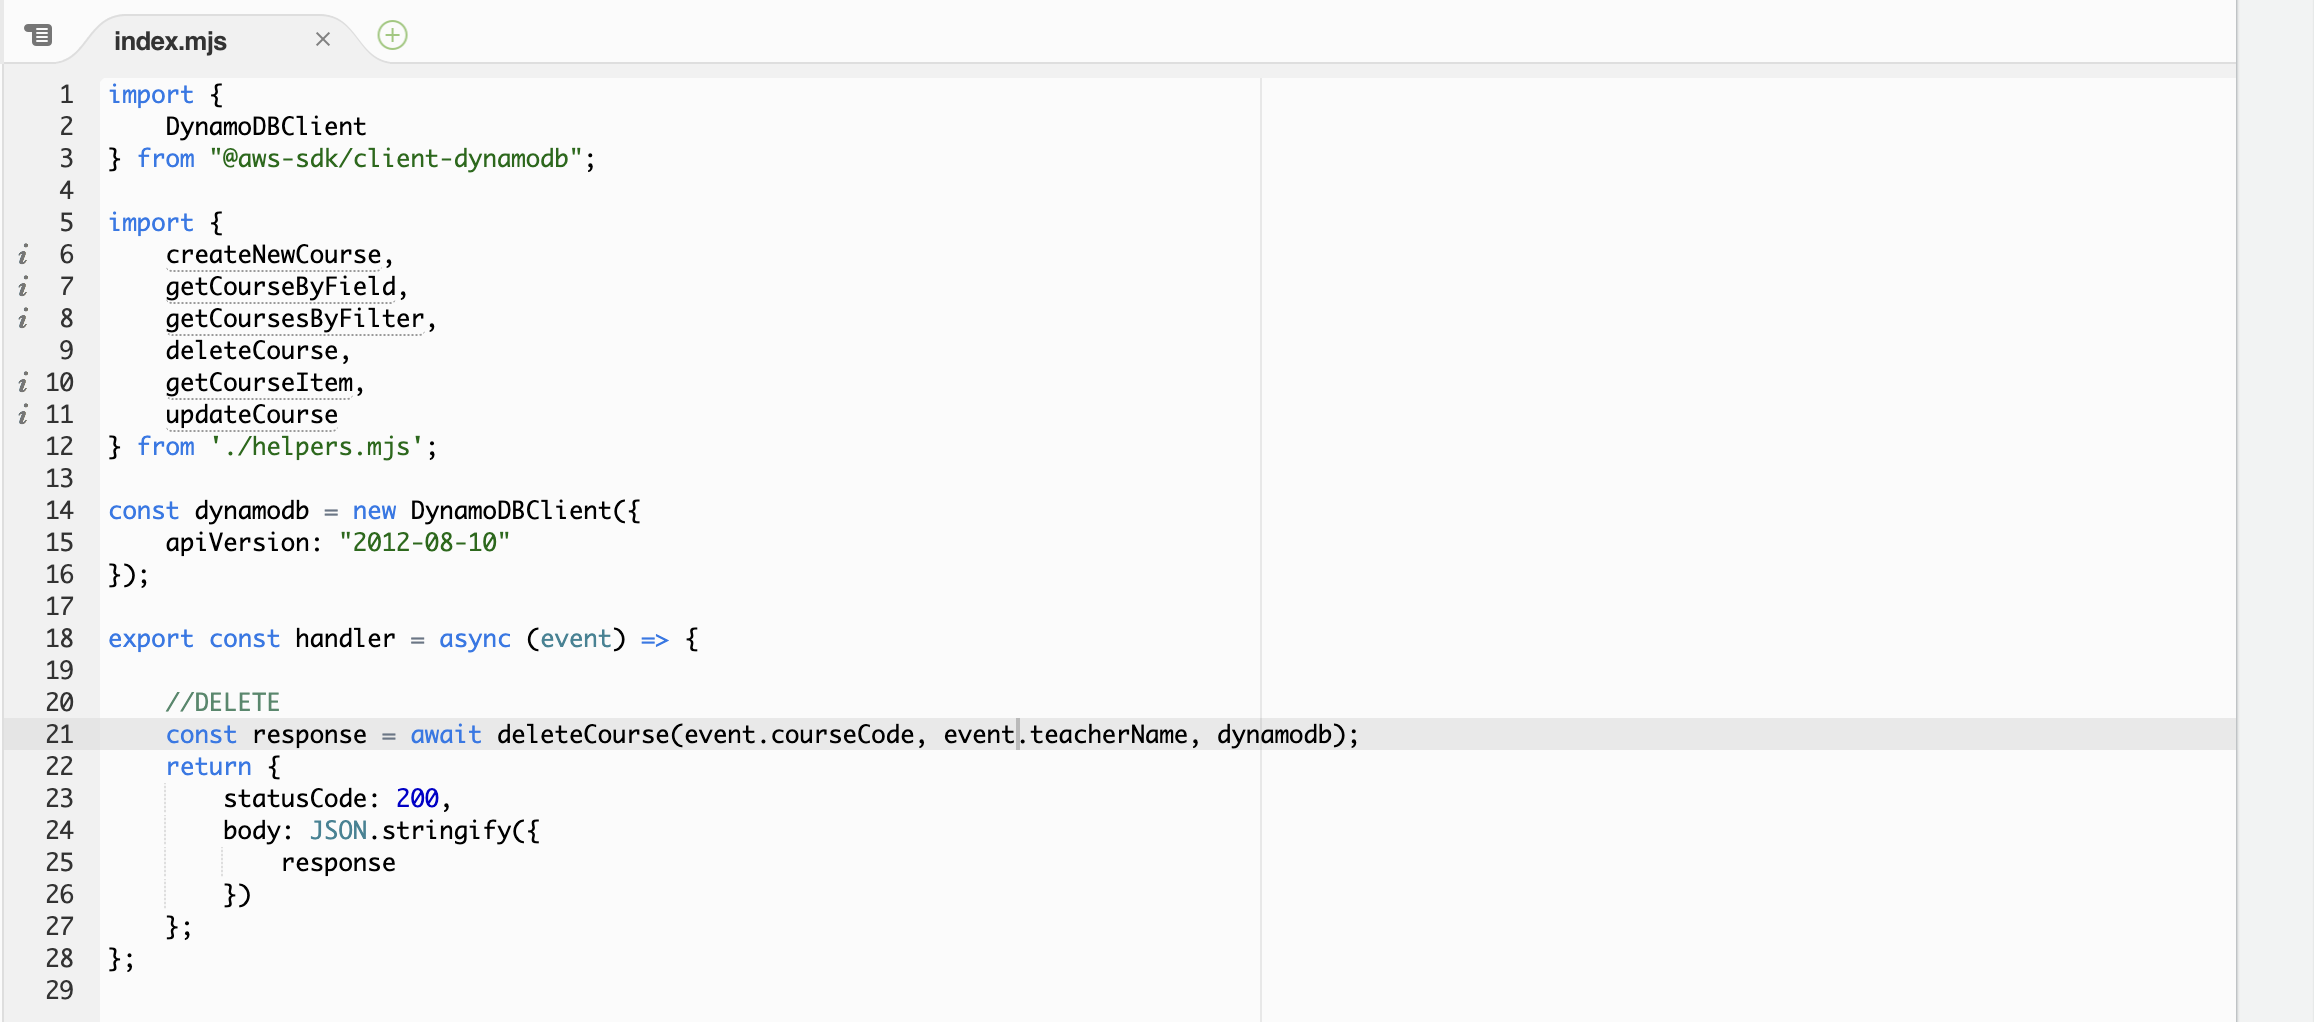 index.mjs
1 import {
2     DynamoDBClient
3 } from "@aws-sdk/client-dynamodb";
4
5 import {
i 6     createNewCourse,
i 7     getCourseByField,
i 8     getCoursesByFilter,
9     deleteCourse,
i 10     getCourseItem,
i 11     updateCourse
12 } from './helpers.mjs';
13
14 const dynamodb = new DynamoDBClient({
15     apiVersion: "2012-08-10"
16 });
17
18 export const handler = async (event) => {
19
20     //DELETE
21     const response = await deleteCourse(event.courseCode, event.teacherName, dynamodb);
22     return {
23         statusCode: 200,
24         body: JSON.stringify({
25             response
26         })
27     };
28 };
29